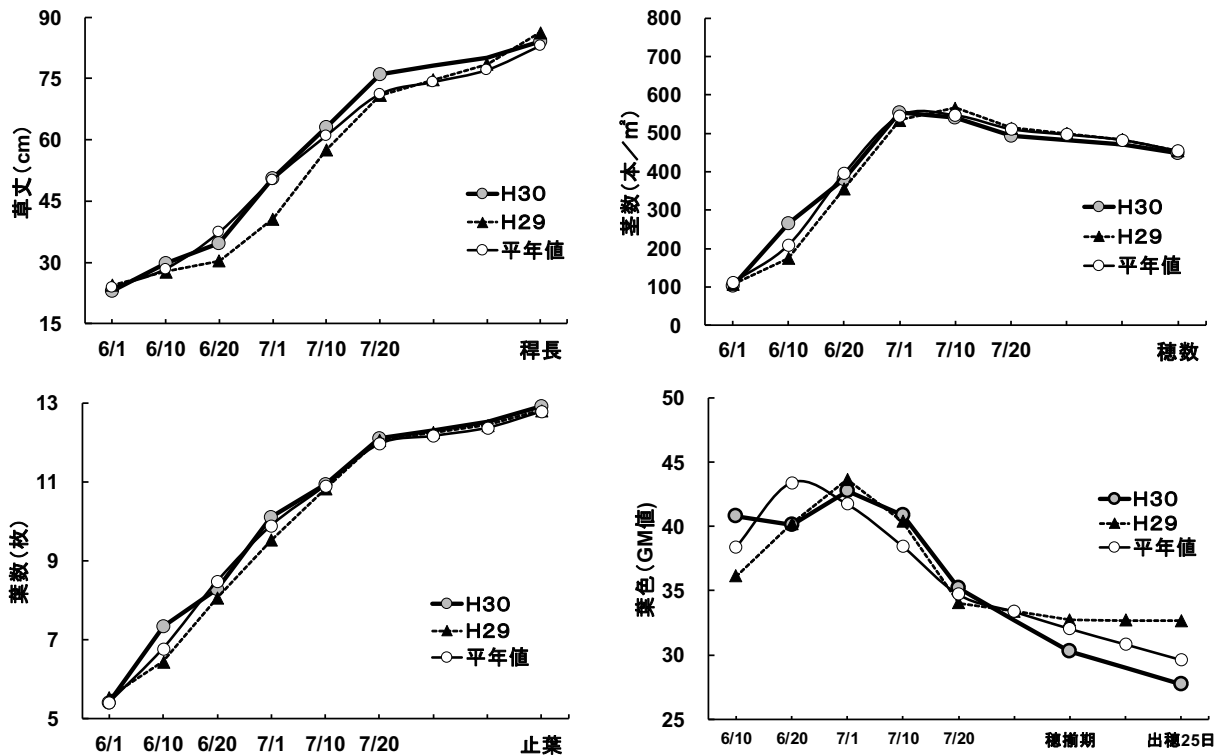 草丈(cm)
90
75
60
45
30
15
6/1 6/10 6/20 7/1 7/10 7/20 稈長
H30
H29
平年値
茎数(本/㎡)
800
700
600
500
400
300
200
100
0
6/1 6/10 6/20 7/1 7/10 7/20 穂数
H30
H29
平年値
葉数(枚)
13
11
9
7
5
6/1 6/10 6/20 7/1 7/10 7/20 止葉
H30
H29
平年値
葉色(GM値)
50
45
40
35
30
25
6/10 6/20 7/1 7/10 7/20 穂揃期 出穂25日
H30
H29
平年値